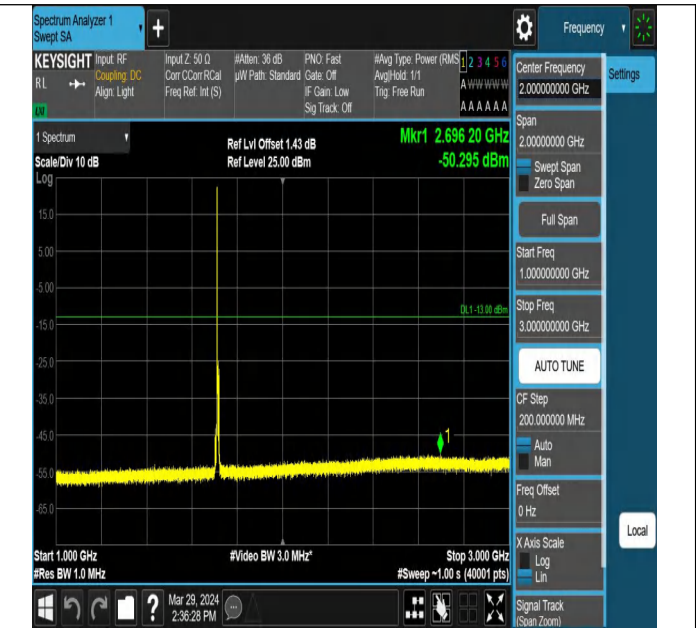 Spectrum Analyzer 1
Swept SA
Frequency
KEYSIGHT
RL
Input: RF
Coupling: DC
Align: Light
Input Z: 50 Ω
Corr CCorr RCal
Freq Ref: Int (S)
#Atten: 36 dB
µW Path: Standard
PNO: Fast
Gate: Off
IF Gain: Low
Sig Track: Off
#Avg Type: Power (RMS
Avg|Hold: 1/1
Trig: Free Run
1 2 3 4 5 6
A W W W W W
A A A A A A
1 Spectrum
Scale/Div 10 dB
Log
Ref Lvl Offset 1.43 dB
Ref Level 25.00 dBm
Mkr1 2.696 20 GHz
-50.295 dBm
15.0
5.00
-5.00
DL1 -13.00 dBm
-15.0
-25.0
-35.0
-45.0
1
-55.0
-65.0
Start 1.000 GHz
#Res BW 1.0 MHz
#Video BW 3.0 MHz*
Stop 3.000 GHz
#Sweep ~1.00 s (40001 pts)
?
Mar 29, 2024
2:36:28 PM
Center Frequency
2.000000000 GHz
Settings
Span
2.00000000 GHz
Swept Span
Zero Span
Full Span
Start Freq
1.000000000 GHz
Stop Freq
3.000000000 GHz
AUTO TUNE
CF Step
200.000000 MHz
Auto
Man
Freq Offset
0 Hz
X Axis Scale
Log
Lin
Local
Signal Track
(Span Zoom)